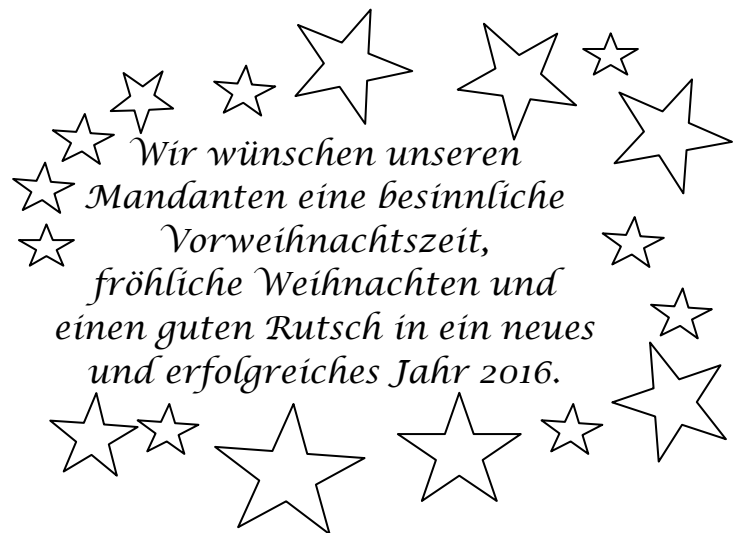 Wir wünschen unseren
Mandanten eine besinnliche
Vorweihnachtszeit,
fröhliche Weihnachten und
einen guten Rutsch in ein neues
und erfolgreiches Jahr 2016.